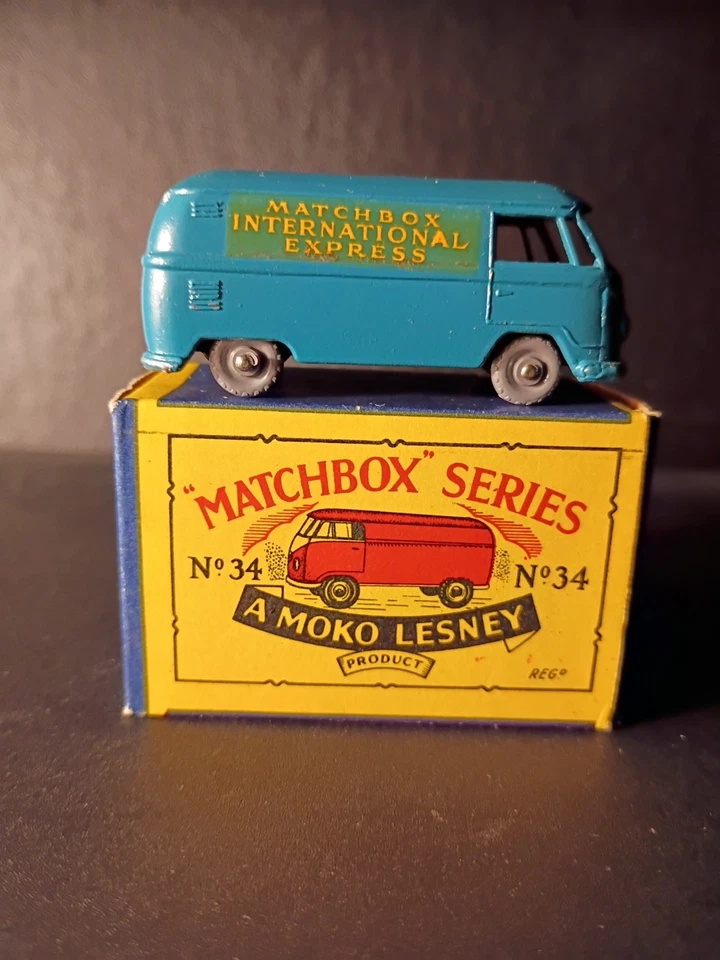 MATCHBOX
INTERNATIONAL
EXPRESS
"MATCHBOX" SERIES
Nº 34 Nº 34
A MOKO LESNEY
PRODUCT
REGᴰ